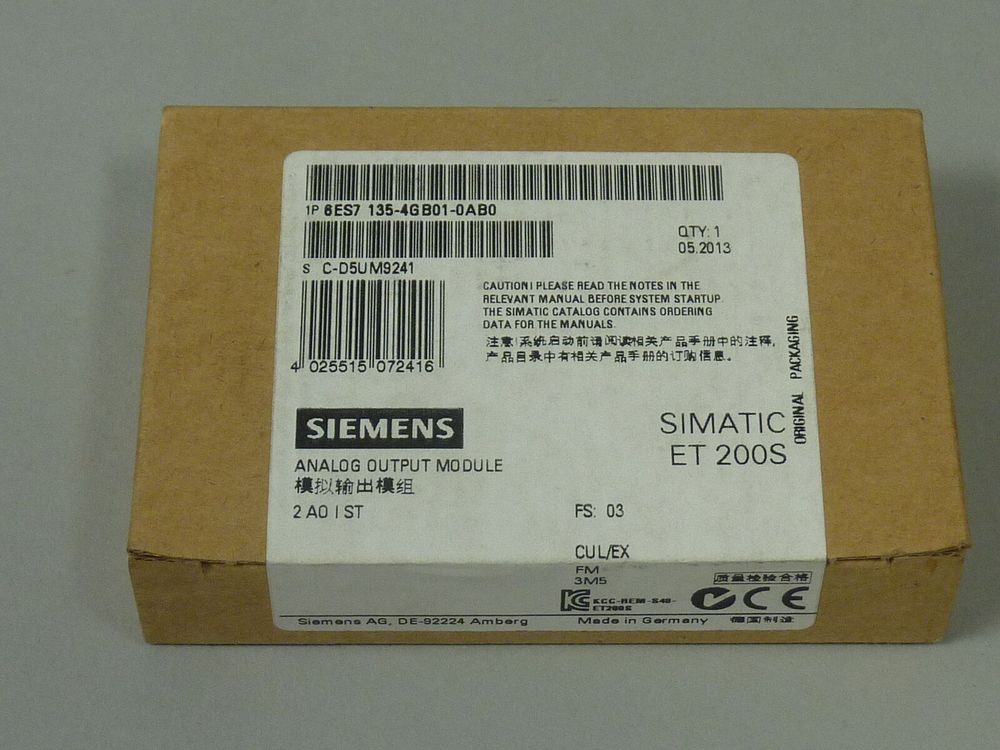 1P 6ES7 135-4GB01-0AB0
QTY: 1
05.2013
S C-D5UM9241
CAUTION! PLEASE READ THE NOTES IN THE
RELEVANT MANUAL BEFORE SYSTEM STARTUP.
THE SIMATIC CATALOG CONTAINS ORDERING
DATA FOR THE MANUALS.
注意!系统启动前请阅读相关产品手册中的注释,
产品目录中有相关产品手册的订购信息。
4 025515 072416
ORIGINAL PACKAGING
SIEMENS
SIMATIC
ET 200S
ANALOG OUTPUT MODULE
模拟输出模组
2 AO I ST
FS: 03
CUL/EX
FM
3M5
质量检验合格
KCC-REM-S49-
ET200S
CE
Siemens AG, DE-92224 Amberg
Made in Germany
德国制造